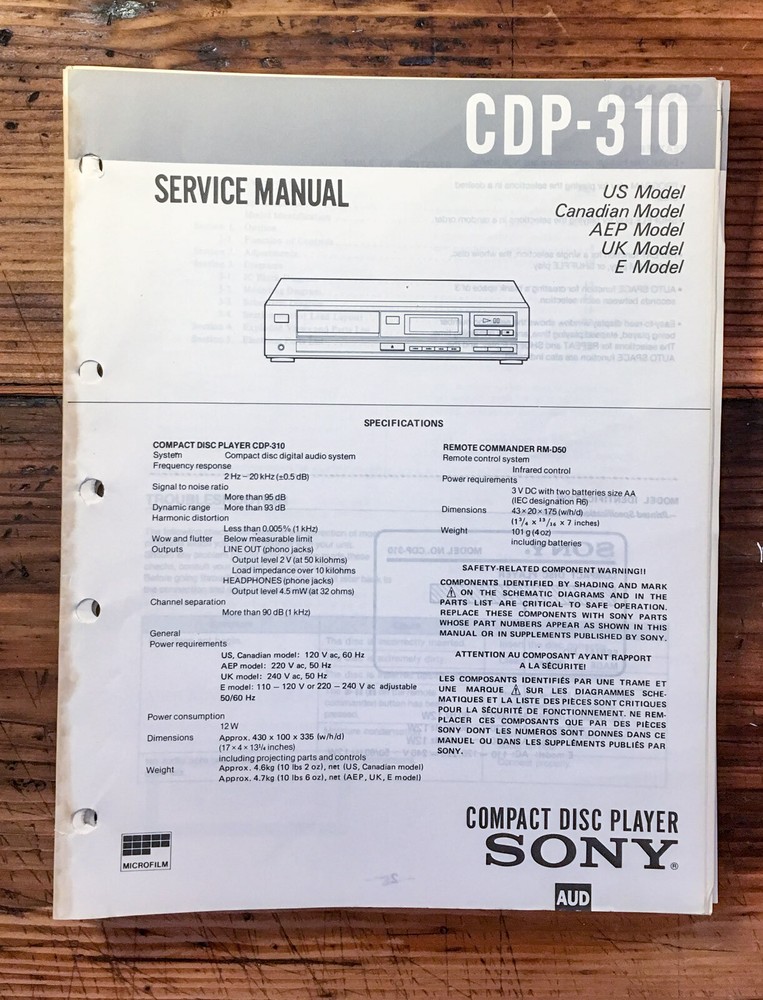 CDP-310
SERVICE MANUAL
US Model
Canadian Model
AEP Model
UK Model
E Model
SPECIFICATIONS
COMPACT DISC PLAYER CDP-310
System Compact disc digital audio system
Frequency response
2 Hz – 20 kHz (±0.5 dB)
Signal to noise ratio
More than 95 dB
Dynamic range More than 93 dB
Harmonic distortion
Less than 0.005% (1 kHz)
Wow and flutter Below measurable limit
Outputs LINE OUT (phono jacks)
Output level 2 V (at 50 kilohms)
Load impedance over 10 kilohms
HEADPHONES (phone jacks)
Output level 4.5 mW (at 32 ohms)
Channel separation
More than 90 dB (1 kHz)
General
Power requirements
US, Canadian model: 120 V ac, 60 Hz
AEP model: 220 V ac, 50 Hz
UK model: 240 V ac, 50 Hz
E model: 110 – 120 V or 220 – 240 V ac adjustable
50/60 Hz
Power consumption
12 W
Dimensions Approx. 430 x 100 x 335 (w/h/d)
(17 × 4 × 13 1/4 inches)
including projecting parts and controls
Weight Approx. 4.6kg (10 lbs 2 oz), net (US, Canadian model)
Approx. 4.7kg (10 lbs 6 oz), net (AEP, UK, E model)
REMOTE COMMANDER RM-D50
Remote control system
Infrared control
Power requirements
3 V DC with two batteries size AA
(IEC designation R6)
Dimensions 43 × 20 × 175 (w/h/d)
(1 3/4 x 13/16 x 7 inches)
Weight 101 g (4 oz)
including batteries
SAFETY-RELATED COMPONENT WARNING!!
COMPONENTS IDENTIFIED BY SHADING AND MARK
⚠ ON THE SCHEMATIC DIAGRAMS AND IN THE
PARTS LIST ARE CRITICAL TO SAFE OPERATION.
REPLACE THESE COMPONENTS WITH SONY PARTS
WHOSE PART NUMBERS APPEAR AS SHOWN IN THIS
MANUAL OR IN SUPPLEMENTS PUBLISHED BY SONY.
ATTENTION AU COMPOSANT AYANT RAPPORT
A LA SÉCURITÉ!
LES COMPOSANTS IDENTIFIÉS PAR UNE TRAME ET
UNE MARQUE ⚠ SUR LES DIAGRAMMES SCHÉ-
MATIQUES ET LA LISTE DES PIÈCES SONT CRITIQUES
POUR LA SÉCURITÉ DE FONCTIONNEMENT. NE REM-
PLACER CES COMPOSANTS QUE PAR DES PIÈCES
SONY DONT LES NUMÉROS SONT DONNÉS DANS CE
MANUEL OU DANS LES SUPPLÉMENTS PUBLIÉS PAR
SONY.
MICROFILM
COMPACT DISC PLAYER
SONY®
AUD